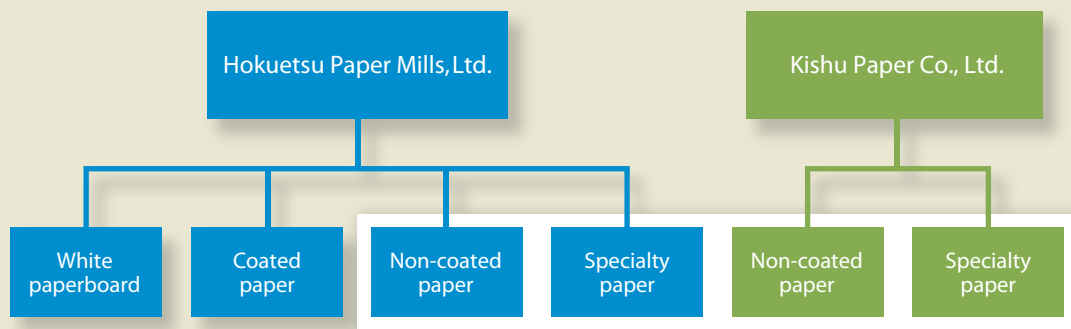 Hokuetsu Paper Mills, Ltd.
Kishu Paper Co., Ltd.
White
paperboard
Coated
paper
Non-coated
paper
Specialty
paper
Non-coated
paper
Specialty
paper